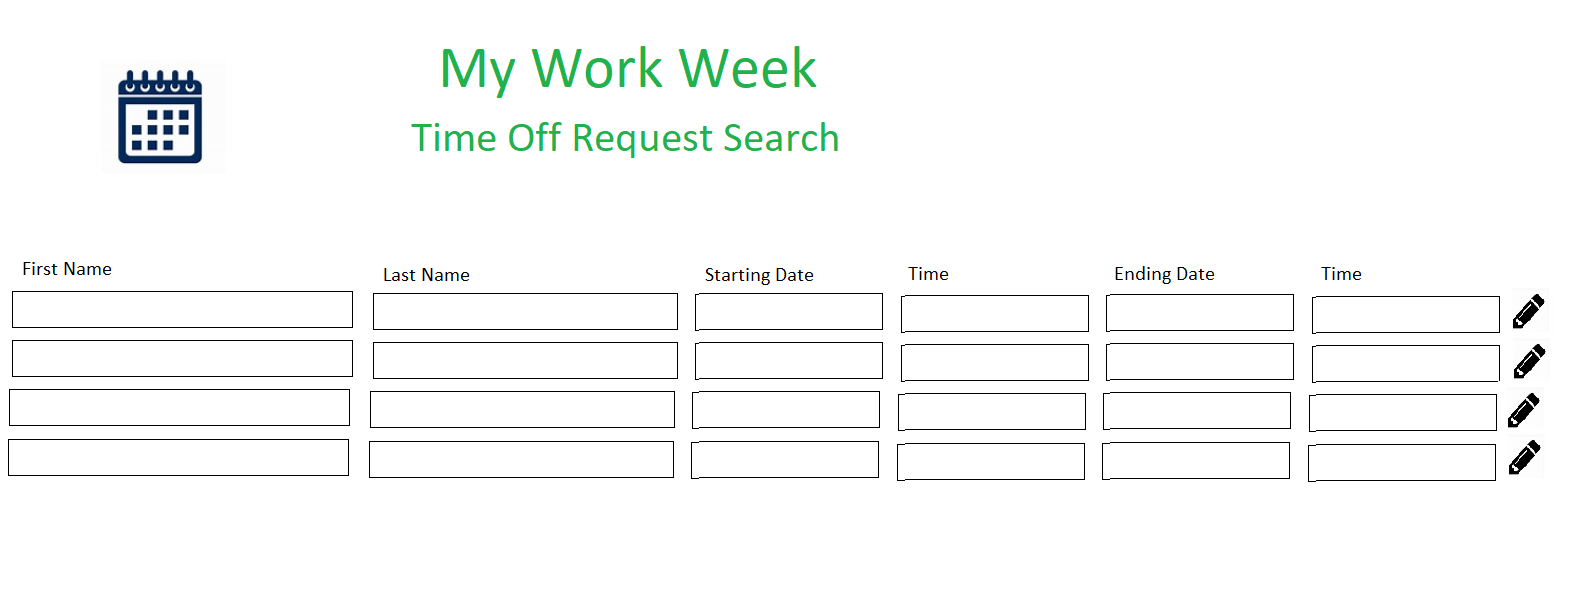 My Work Week
Time Off Request Search
First Name Last Name Starting Date Time Ending Date Time